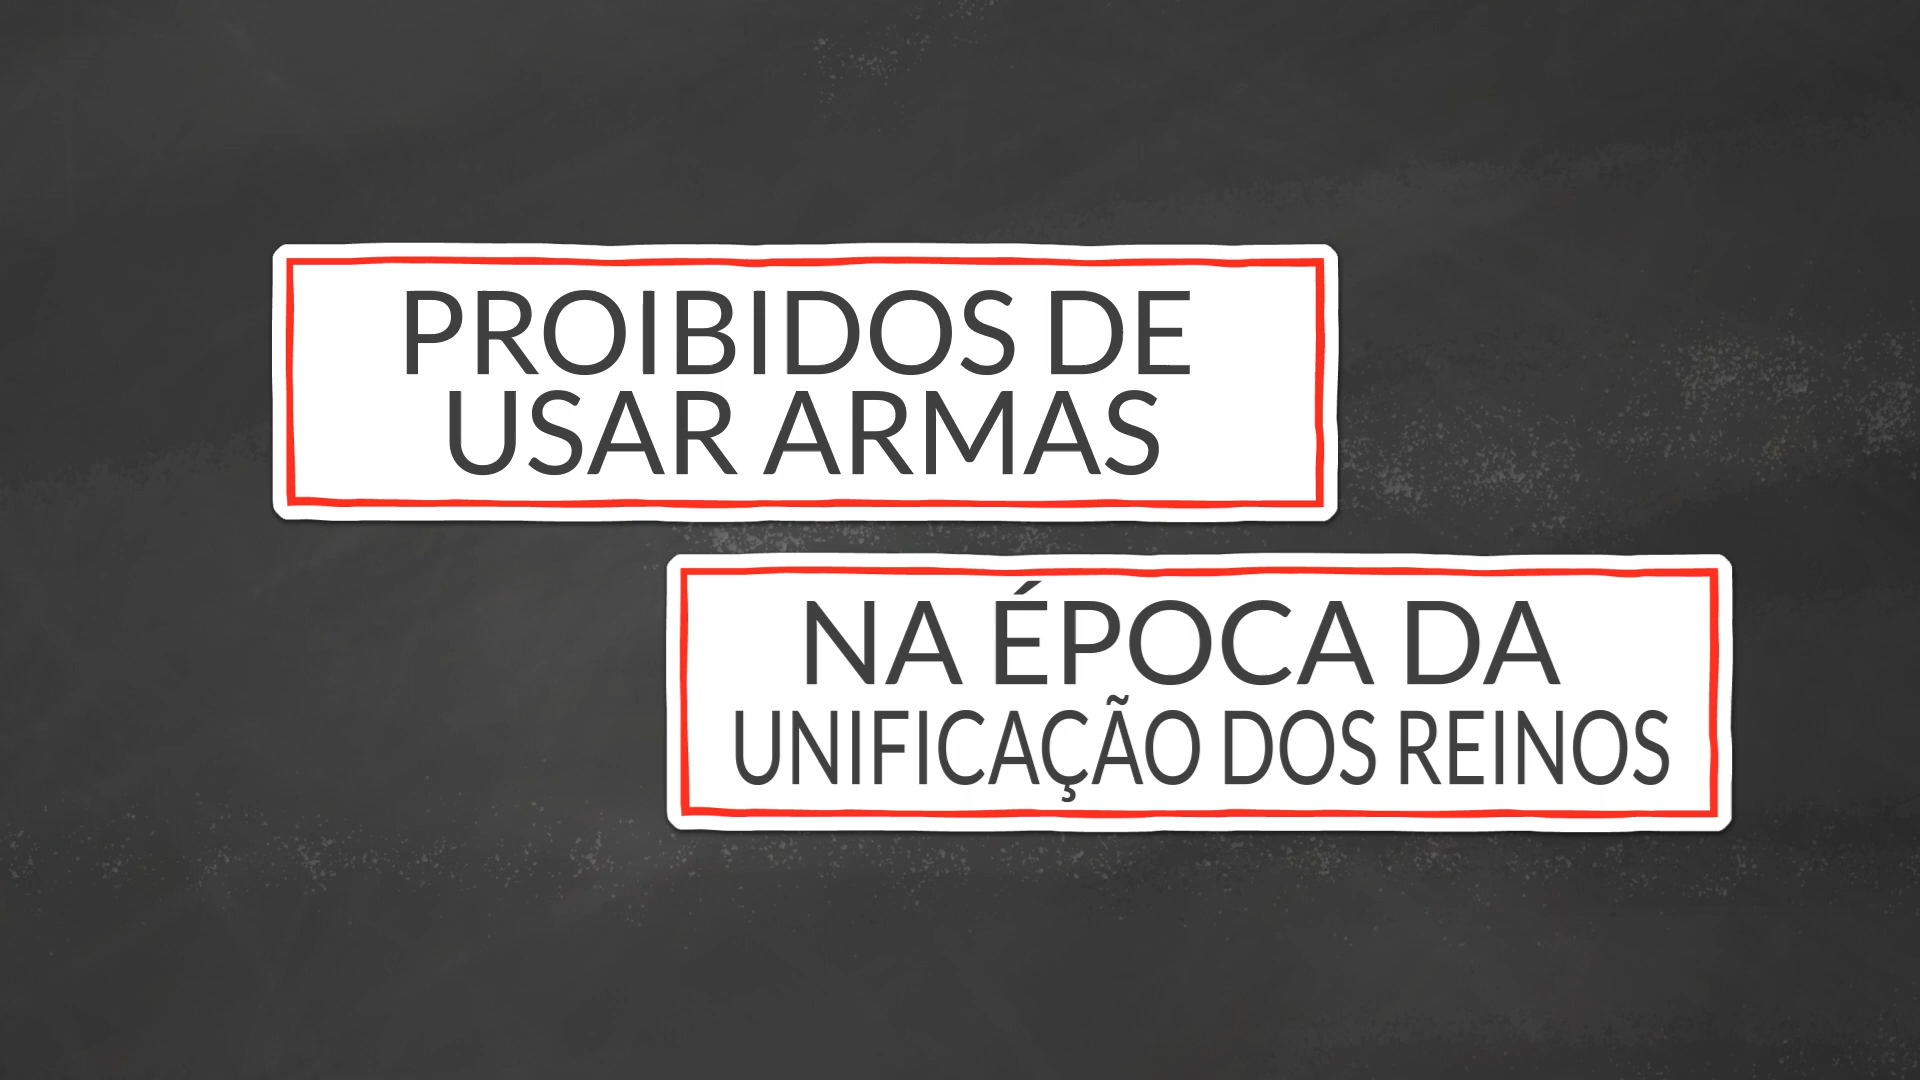 PROIBIDOS DE
USAR ARMAS
NA ÉPOCA DA
UNIFICAÇÃO DOS REINOS